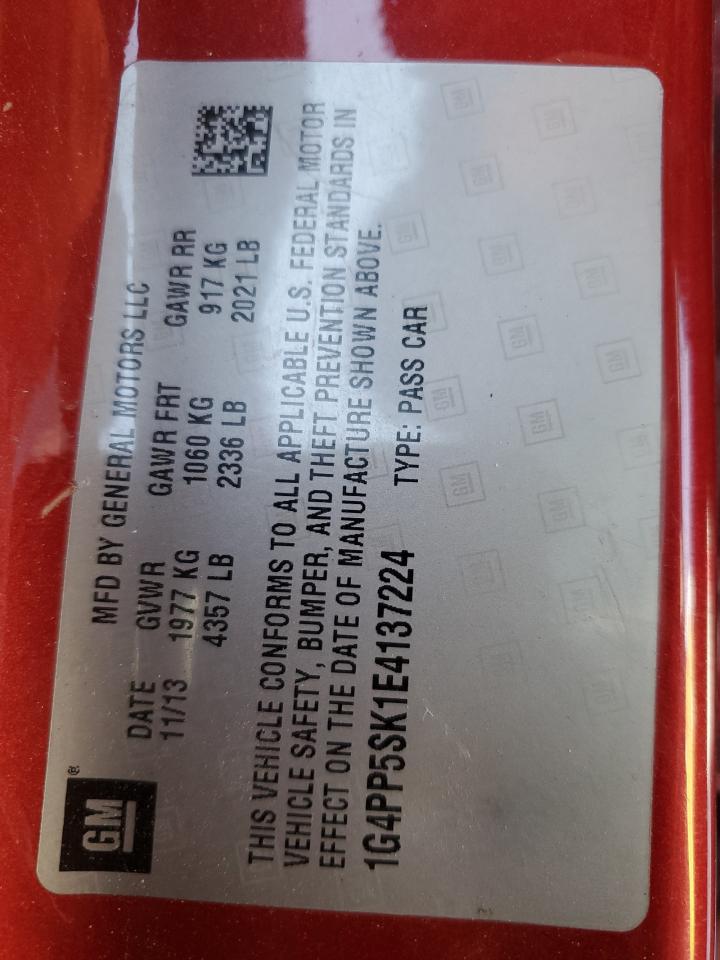 GM®
MFD BY GENERAL MOTORS LLC
DATE GVWR GAWR FRT GAWR RR
11/13 1977 KG 1060 KG 917 KG
4357 LB 2336 LB 2021 LB
THIS VEHICLE CONFORMS TO ALL APPLICABLE U.S. FEDERAL MOTOR
VEHICLE SAFETY, BUMPER, AND THEFT PREVENTION STANDARDS IN
EFFECT ON THE DATE OF MANUFACTURE SHOWN ABOVE.
1G4PP5SK1E4137224 TYPE: PASS CAR